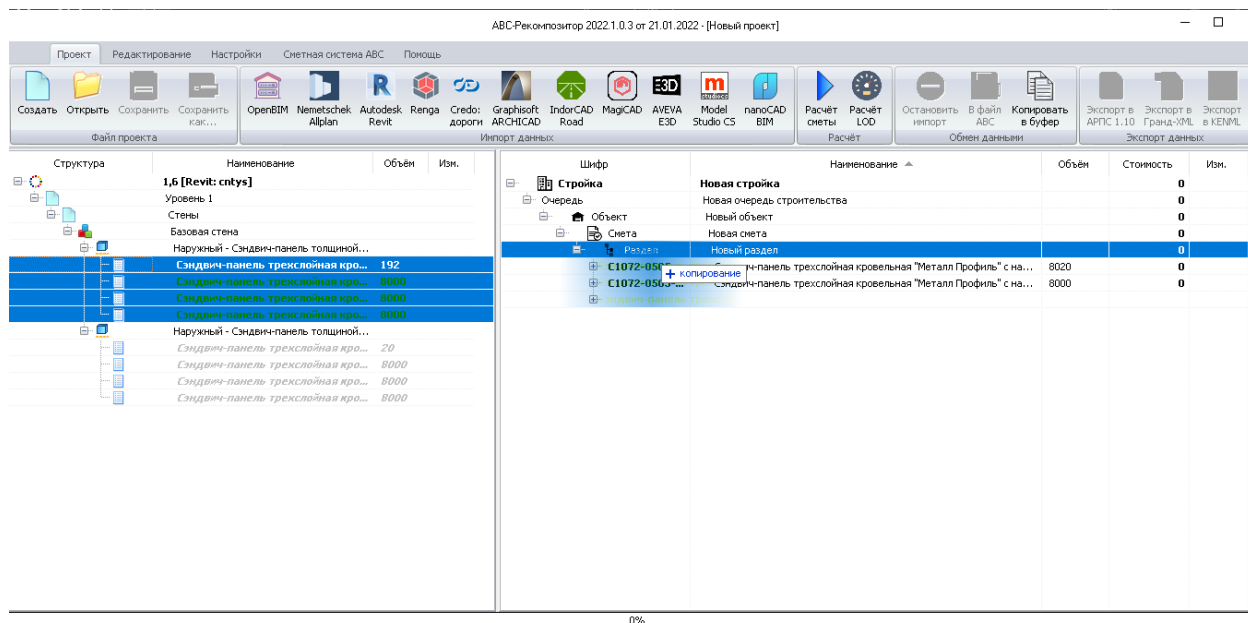 АВС-Рекомпозитор 2022.1.0.3 от 21.01.2022 - [Новый проект]
Проект Редактирование Настройки Сметная система АВС Помощь
Создать Открыть Сохранить Сохранить как... OpenBIM Nemetschek Allplan Autodesk Revit Renga Credo: дороги Graphisoft ARCHICAD IndorCAD Road MagiCAD AVEVA E3D Model Studio CS nanoCAD BIM Расчёт сметы Расчёт LOD Остановить импорт В файл АВС Копировать в буфер Экспорт в АРПС 1.10 Экспорт в Гранд-XML Экспорт в KENML
Файл проекта Импорт данных Расчёт Обмен данными Экспорт данных
Структура Наименование Объём Изм.
1,6 [Revit: cntys]
Уровень 1
Стены
Базовая стена
Наружный - Сэндвич-панель толщиной...
Сэндвич-панель трехслойная кро... 192
Сэндвич-панель трехслойная кро... 8000
Сэндвич-панель трехслойная кро... 8000
Сэндвич-панель трехслойная кро... 8000
Наружный - Сэндвич-панель толщиной...
Сэндвич-панель трехслойная кро... 20
Сэндвич-панель трехслойная кро... 8000
Сэндвич-панель трехслойная кро... 8000
Сэндвич-панель трехслойная кро... 8000
Шифр Наименование Объём Стоимость Изм.
Стройка Новая стройка 0
Очередь Новая очередь строительства 0
Объект Новый объект 0
Смета Новая смета 0
Раздел Новый раздел 0
-панель трехслойная кровельная "Металл Профиль" с на... 8020 0
+ копирование
-панель трехслойная кровельная "Металл Профиль" с на... 8000 0
0%